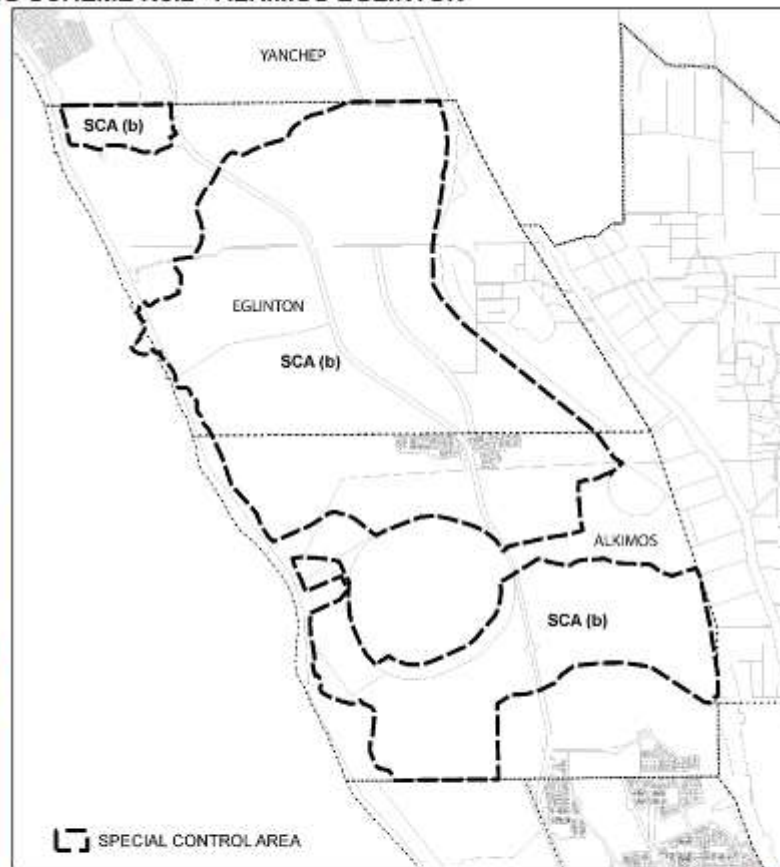 YANCHEP
SCA (b)
EGLINTON
SCA (b)
ALKIMOS
SCA (b)
SPECIAL CONTROL AREA